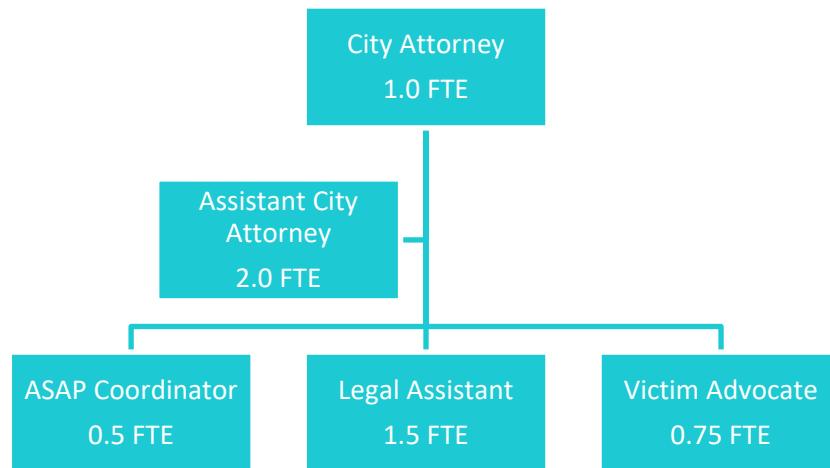 City Attorney
1.0 FTE
Assistant City
Attorney
2.0 FTE
ASAP Coordinator
0.5 FTE
Legal Assistant
1.5 FTE
Victim Advocate
0.75 FTE